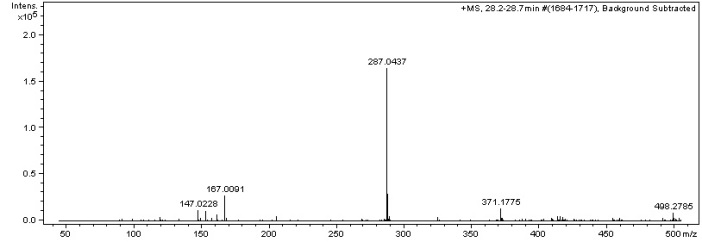 Intens.
x10⁵
+MS, 28.2-28.7min #(1684-1717), Background Subtracted
2.0
287.0437
1.5
1.0
0.5
167.0091
147.0228
371.1775
498.2785
0.0
50 100 150 200 250 300 350 400 450 500 m/z